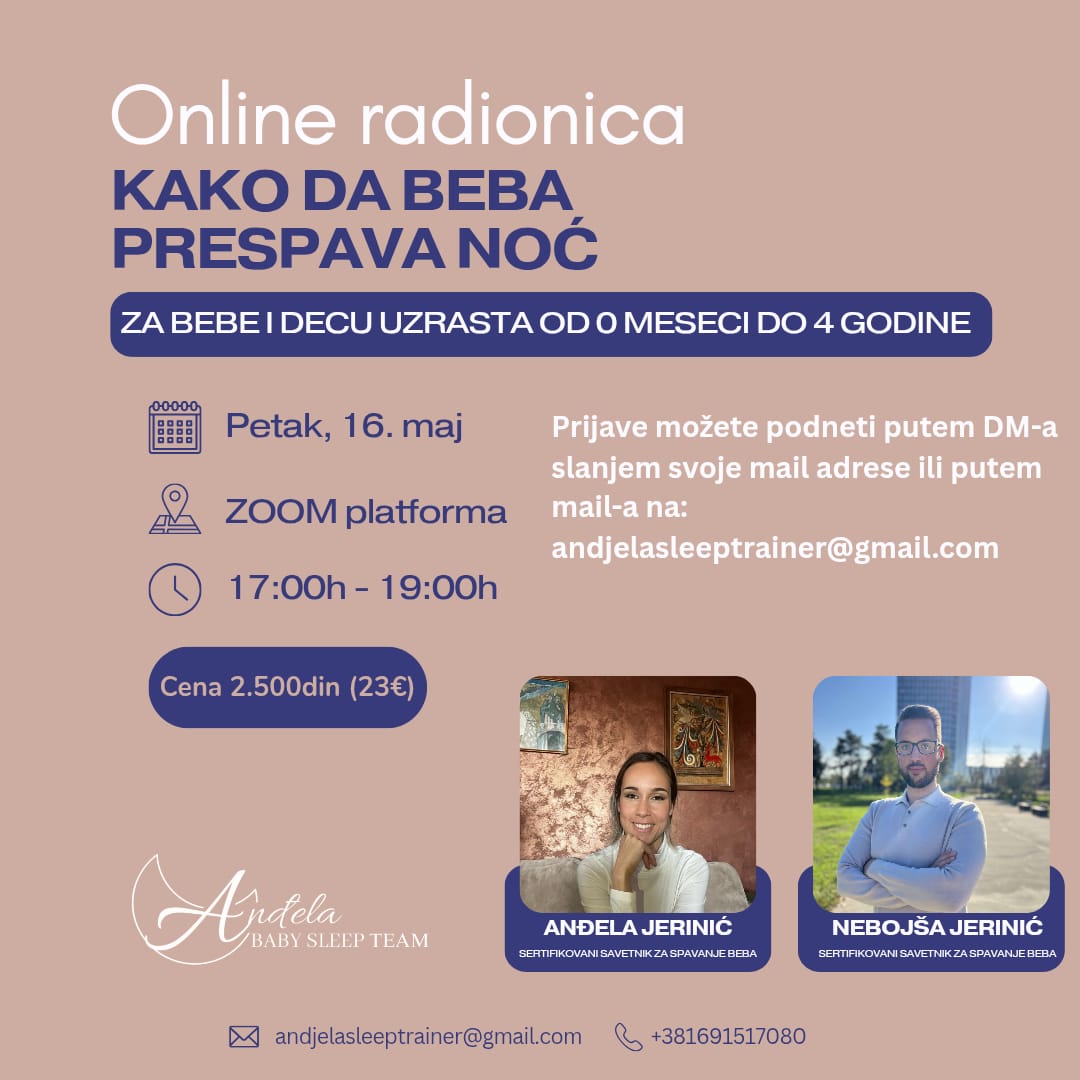 Online radionica
KAKO DA BEBA
PRESPAVA NOĆ
ZA BEBE I DECU UZRASTA OD 0 MESECI DO 4 GODINE
Petak, 16. maj
ZOOM platforma
17:00h - 19:00h
Cena 2.500din (23€)
Prijave možete podneti putem DM-a
slanjem svoje mail adrese ili putem
mail-a na:
andjelasleeptrainer@gmail.com
Anđela
BABY SLEEP TEAM
ANĐELA JERINIĆ
SERTIFIKOVANI SAVETNIK ZA SPAVANJE BEBA
NEBOJŠA JERINIĆ
SERTIFIKOVANI SAVETNIK ZA SPAVANJE BEBA
andjelasleeptrainer@gmail.com
+381691517080